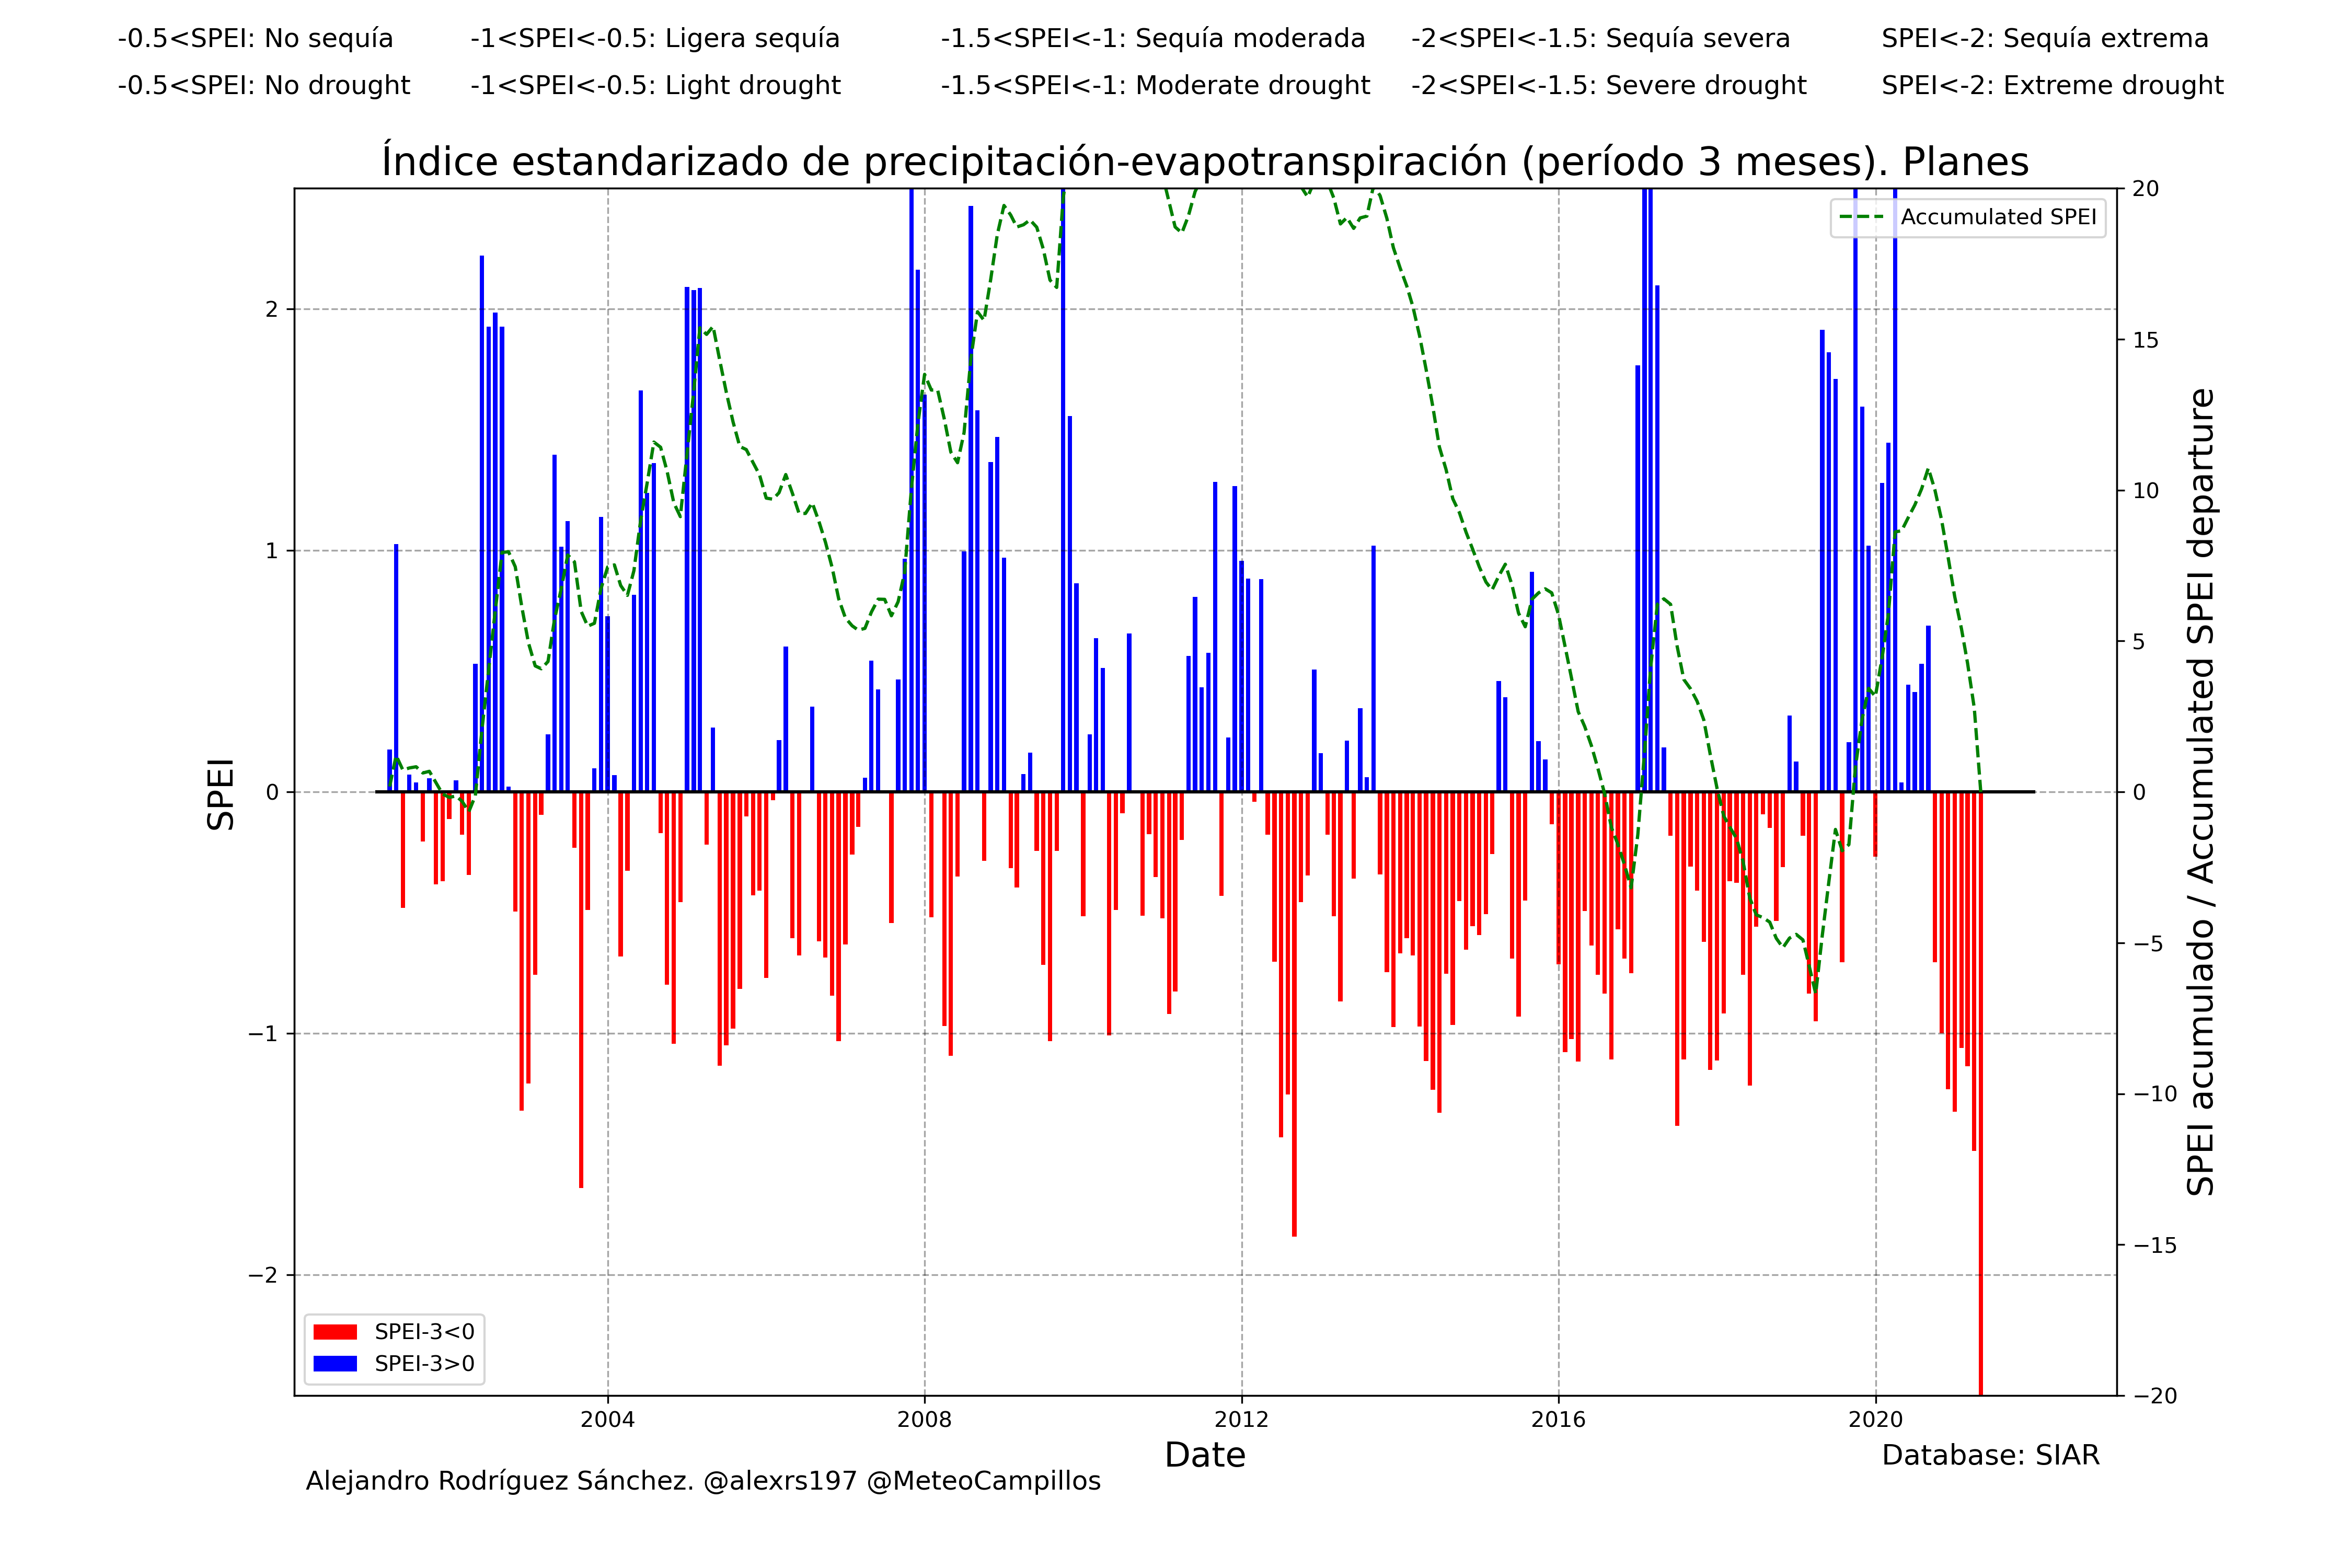 -0.5<SPEI: No sequía -1<SPEI<-0.5: Ligera sequía -1.5<SPEI<-1: Sequía moderada -2<SPEI<-1.5: Sequía severa SPEI<-2: Sequía extrema
-0.5<SPEI: No drought -1<SPEI<-0.5: Light drought -1.5<SPEI<-1: Moderate drought -2<SPEI<-1.5: Severe drought SPEI<-2: Extreme drought
Índice estandarizado de precipitación-evapotranspiración (período 3 meses). Planes
Accumulated SPEI
SPEI
2
1
0
−1
−2
20
15
10
5
0
−5
−10
−15
−20
SPEI acumulado / Accumulated SPEI departure
SPEI-3<0
SPEI-3>0
2004 2008 2012 2016 2020
Date
Database: SIAR
Alejandro Rodríguez Sánchez. @alexrs197 @MeteoCampillos